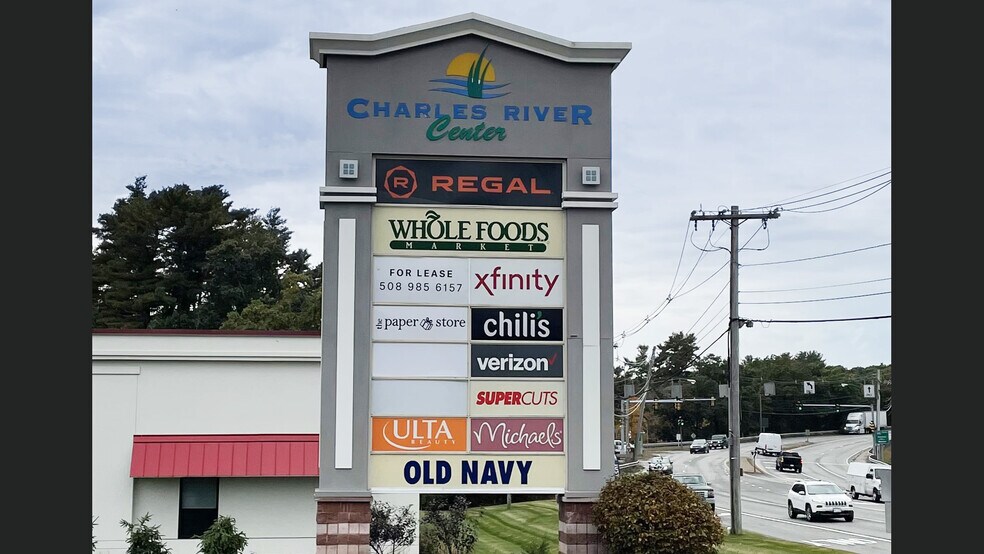 CHARLES RIVER
Center
R REGAL
WHOLE FOODS
MARKET
FOR LEASE
508 985 6157
xfinity
the paper store
chili's
verizon
SUPERCUTS
ULTA
BEAUTY
Michaels
OLD NAVY